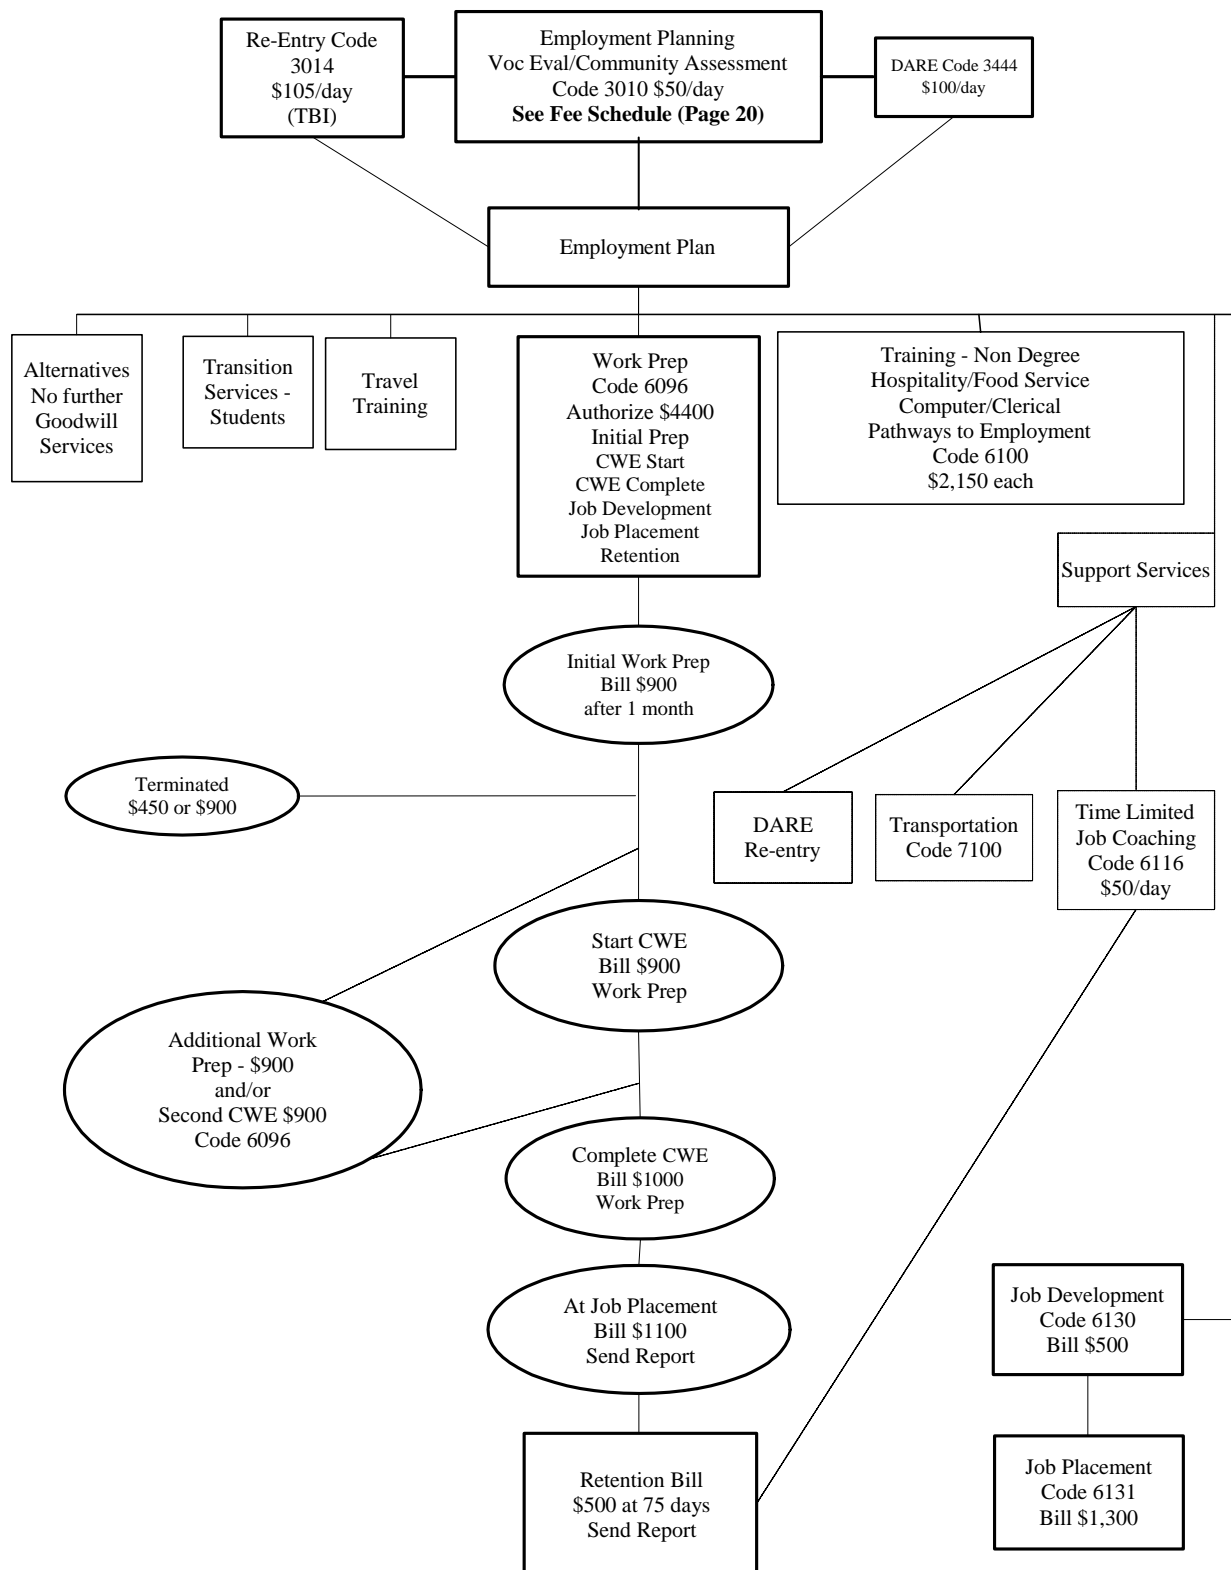 Re-Entry Code
3014
$105/day
(TBI)
Employment Planning
Voc Eval/Community Assessment
Code 3010 $50/day
See Fee Schedule (Page 20)
DARE Code 3444
$100/day
Employment Plan
Alternatives
No further
Goodwill
Services
Transition
Services -
Students
Travel
Training
Work Prep
Code 6096
Authorize $4400
Initial Prep
CWE Start
CWE Complete
Job Development
Job Placement
Retention
Training - Non Degree
Hospitality/Food Service
Computer/Clerical
Pathways to Employment
Code 6100
$2,150 each
Support Services
Initial Work Prep
Bill $900
after 1 month
Terminated
$450 or $900
DARE
Re-entry
Transportation
Code 7100
Time Limited
Job Coaching
Code 6116
$50/day
Start CWE
Bill $900
Work Prep
Additional Work
Prep - $900
and/or
Second CWE $900
Code 6096
Complete CWE
Bill $1000
Work Prep
At Job Placement
Bill $1100
Send Report
Job Development
Code 6130
Bill $500
Retention Bill
$500 at 75 days
Send Report
Job Placement
Code 6131
Bill $1,300